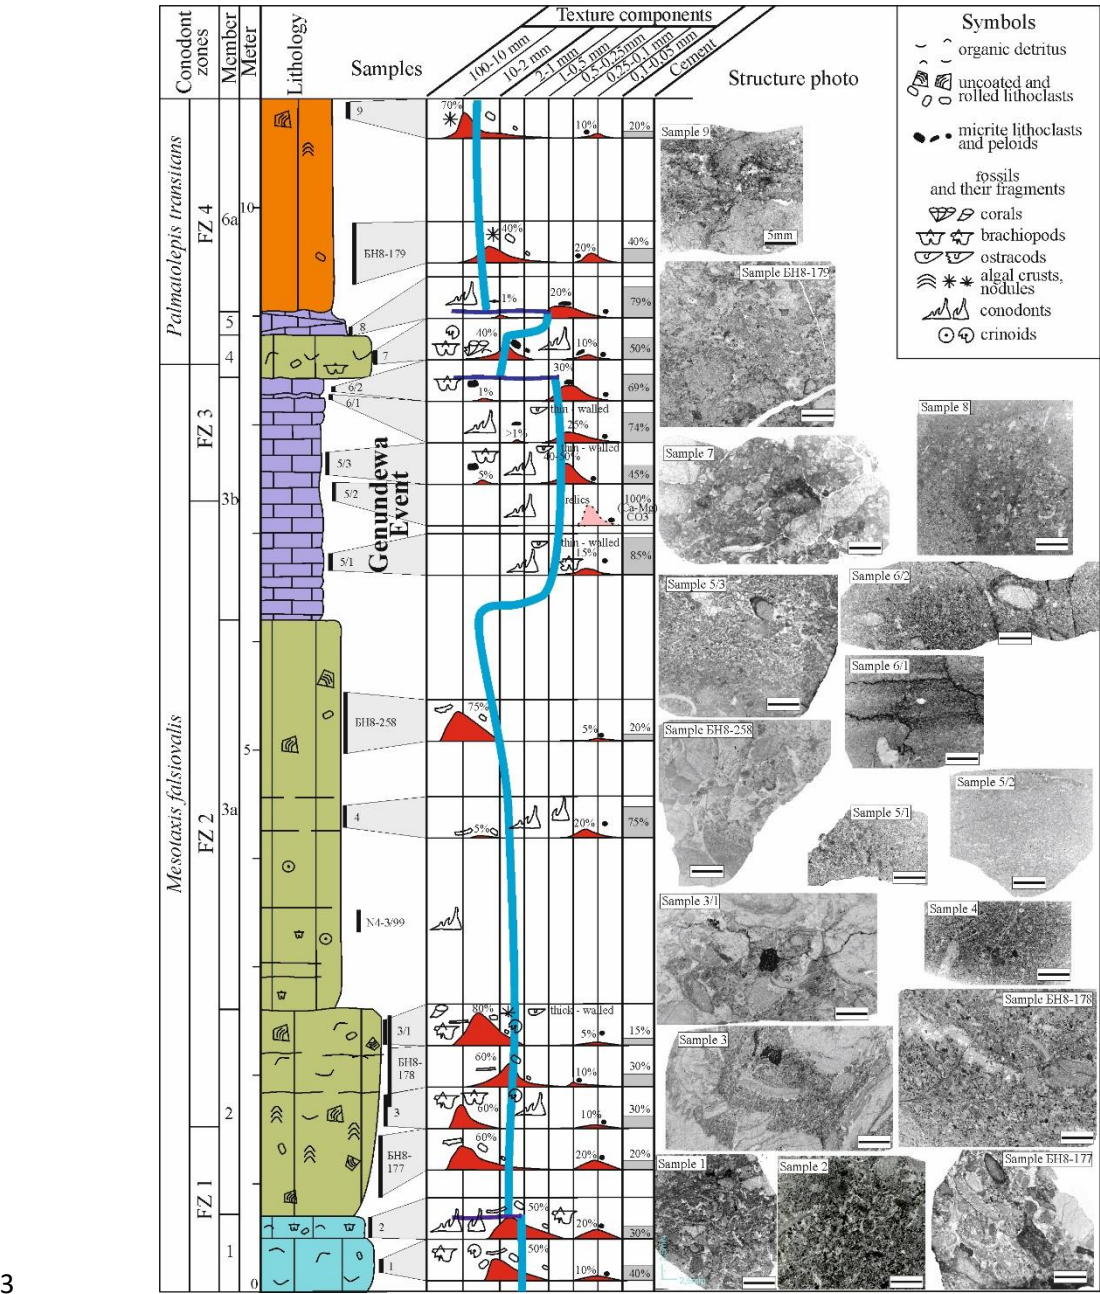 Texture components
Conodont
zones
Member
Meter
Lithology
Samples
100-10 mm
10-2 mm
2-1 mm
1-0,5 mm
0,5-0,25mm
0,25-0,1 mm
0,1-0,05 mm
Cement
Structure photo
Symbols
organic detritus
uncoated and
rolled lithoclasts
micrite lithoclasts
and peloids
fossils
and their fragments
corals
brachiopods
ostracods
algal crusts,
nodules
conodonts
crinoids
Palmatolepis transitans
Mesotaxis falsiovalis
FZ 4
FZ 3
FZ 2
FZ 1
6a
5
4
3b
3a
2
1
10
5
0
Genundewa
Event
9
70%
10%
20%
БН8-179
40%
20%
40%
8
1%
20%
79%
7
40%
10%
50%
6/2
1%
30%
69%
6/1
>1%
thin - walled
25%
74%
5/3
5%
thin - walled
40-50%
45%
5/2
relics
100%
(Ca-Mg)
CO3
5/1
thin - walled
15%
85%
БН8-258
75%
5%
20%
4
5%
20%
75%
N4-3/99
3/1
80%
thick - walled
5%
15%
БН8-
178
60%
10%
30%
3
60%
10%
30%
БН8-
177
60%
20%
20%
2
50%
20%
30%
1
50%
10%
40%
Sample 9
5mm
Sample БН8-179
Sample 8
Sample 7
Sample 6/2
Sample 5/3
Sample 6/1
Sample БН8-258
Sample 5/2
Sample 5/1
Sample 3/1
Sample 4
Sample БН8-178
Sample 3
Sample 1
Sample 2
Sample БН8-177
3